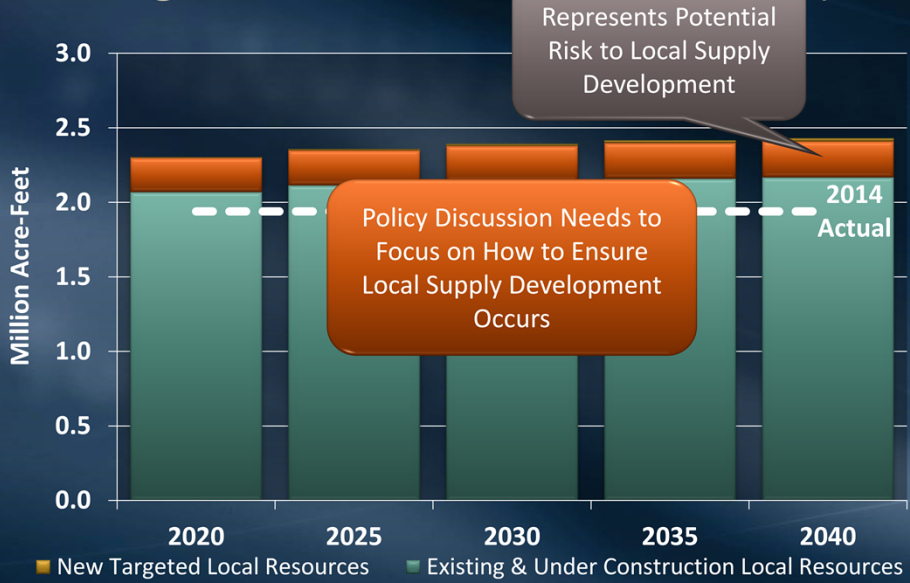 Represents Potential
Risk to Local Supply
Development
3.0
2.5
2.0
1.5
1.0
0.5
0.0
Million Acre-Feet
2014
Actual
Policy Discussion Needs to
Focus on How to Ensure
Local Supply Development
Occurs
2020 2025 2030 2035 2040
New Targeted Local Resources Existing & Under Construction Local Resources